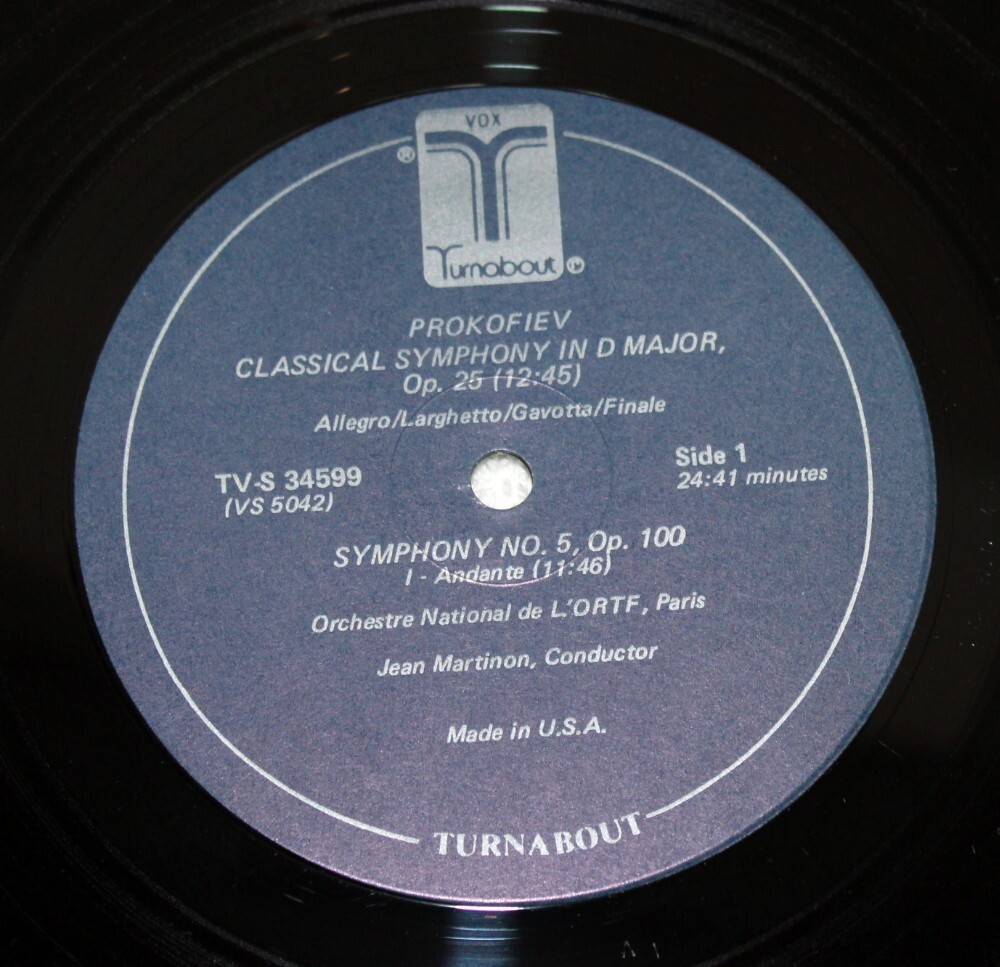 VOX
®
Turnabout
PROKOFIEV
CLASSICAL SYMPHONY IN D MAJOR,
Op. 25 (12:45)
Allegro/Larghetto/Gavotta/Finale
TV-S 34599
(VS 5042)
Side 1
24:41 minutes
SYMPHONY NO. 5, Op. 100
I - Andante (11:46)
Orchestre National de L'ORTF, Paris
Jean Martinon, Conductor
Made in U.S.A.
TURNABOUT